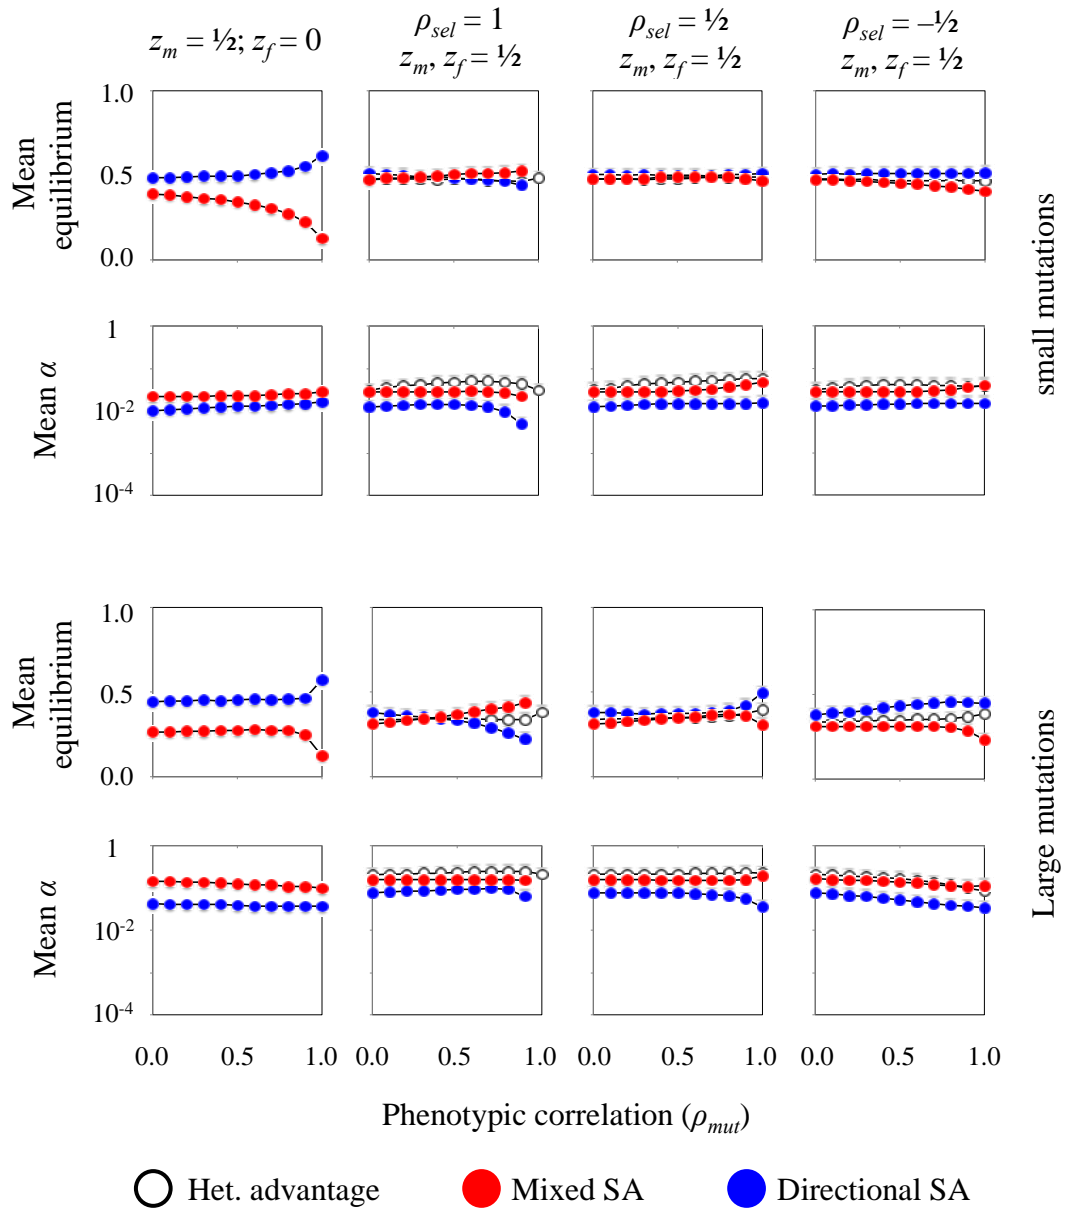 z_m = ½; z_f = 0
ρ_sel = 1
z_m, z_f = ½
ρ_sel = ½
z_m, z_f = ½
ρ_sel = –½
z_m, z_f = ½
Mean
equilibrium
1.0
0.5
0.0
Mean α
1
10⁻²
10⁻⁴
small mutations
Mean
equilibrium
1.0
0.5
0.0
Mean α
1
10⁻²
10⁻⁴
Large mutations
0.0 0.5 1.0 0.0 0.5 1.0 0.0 0.5 1.0 0.0 0.5 1.0
Phenotypic correlation (ρ_mut)
Het. advantage Mixed SA Directional SA